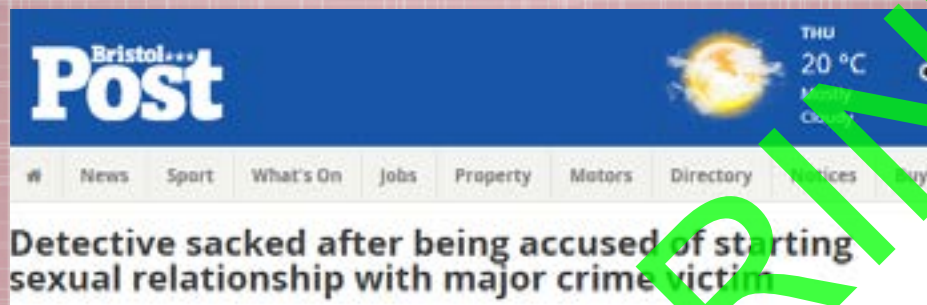 Bristol
Post
THU
20 °C
Mostly
Cloudy
News Sport What's On Jobs Property Motors Directory Notices Buy
Detective sacked after being accused of starting
sexual relationship with major crime victim